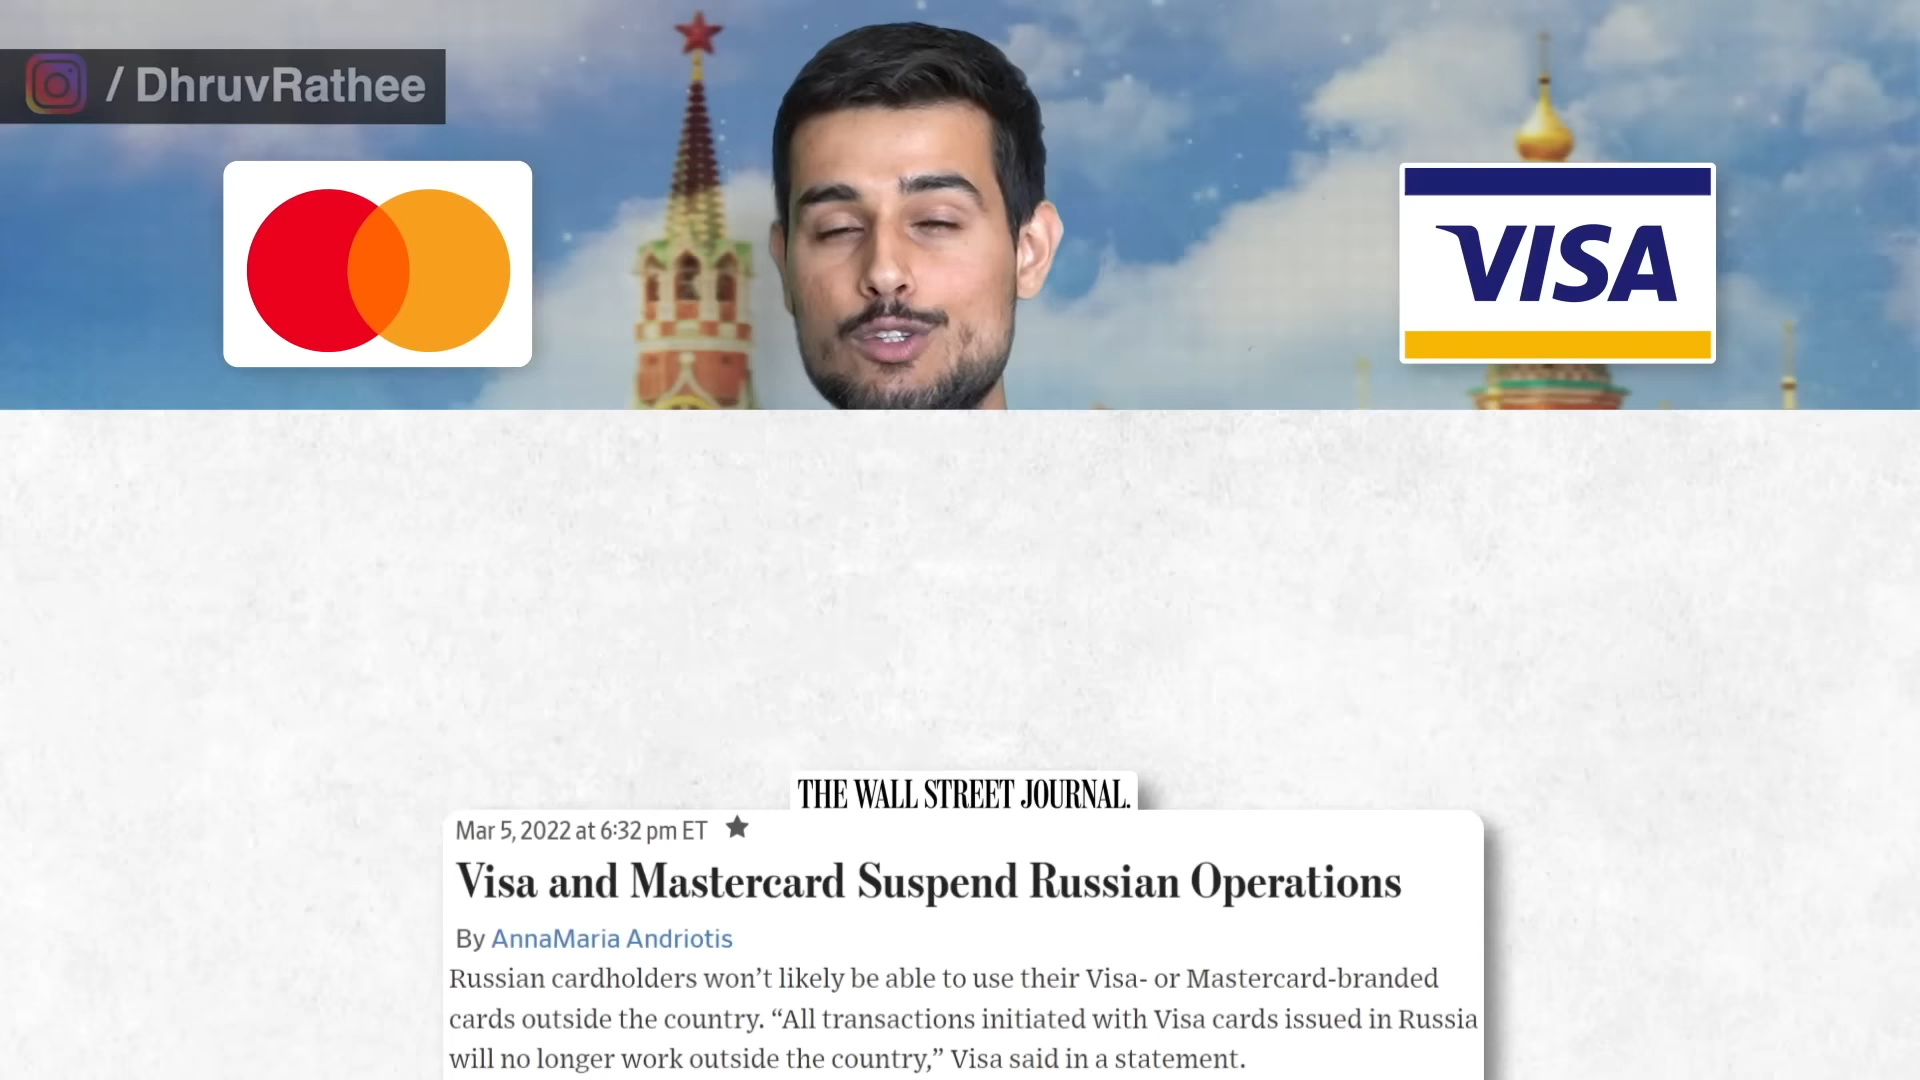 / DhruvRathee
VISA
THE WALL STREET JOURNAL.
Mar 5, 2022 at 6:32 pm ET
Visa and Mastercard Suspend Russian Operations
By AnnaMaria Andriotis
Russian cardholders won’t likely be able to use their Visa- or Mastercard-branded
cards outside the country. “All transactions initiated with Visa cards issued in Russia
will no longer work outside the country,” Visa said in a statement.